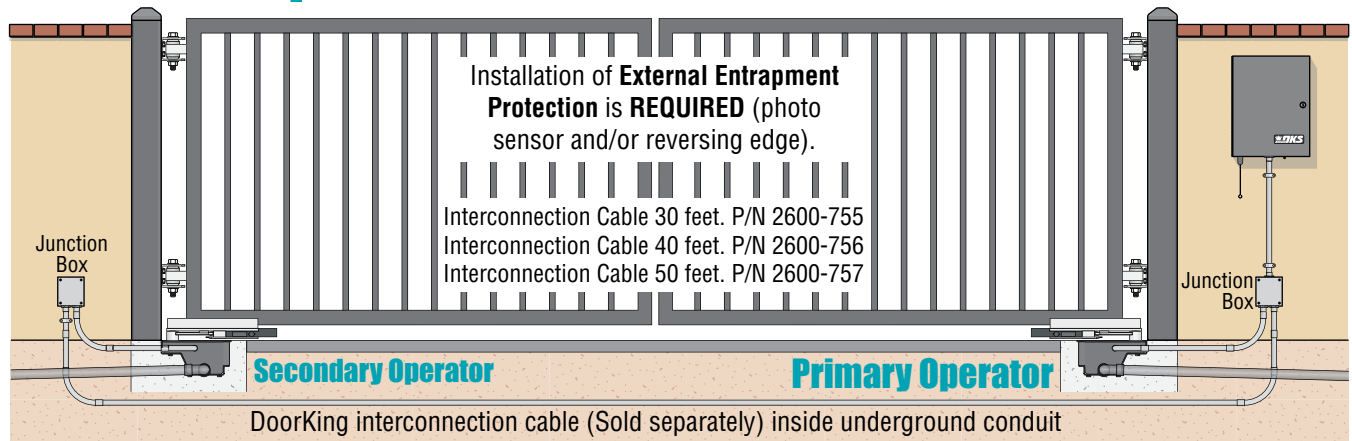 Installation of External Entrapment
Protection is REQUIRED (photo
sensor and/or reversing edge).
DKS
Interconnection Cable 30 feet. P/N 2600-755
Interconnection Cable 40 feet. P/N 2600-756
Interconnection Cable 50 feet. P/N 2600-757
Junction
Box
Junction
Box
Secondary Operator
Primary Operator
DoorKing interconnection cable (Sold separately) inside underground conduit